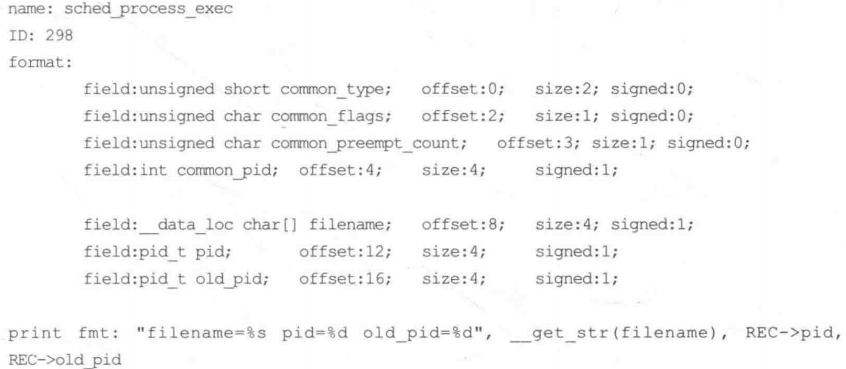 name: sched_process_exec
ID: 298
format:
field:unsigned short common_type; offset:0; size:2; signed:0;
field:unsigned char common_flags; offset:2; size:1; signed:0;
field:unsigned char common_preempt_count; offset:3; size:1; signed:0;
field:int common_pid; offset:4; size:4; signed:1;
field:__data_loc char[] filename; offset:8; size:4; signed:1;
field:pid_t pid; offset:12; size:4; signed:1;
field:pid_t old_pid; offset:16; size:4; signed:1;
print fmt: "filename=%s pid=%d old_pid=%d", __get_str(filename), REC->pid,
REC->old_pid